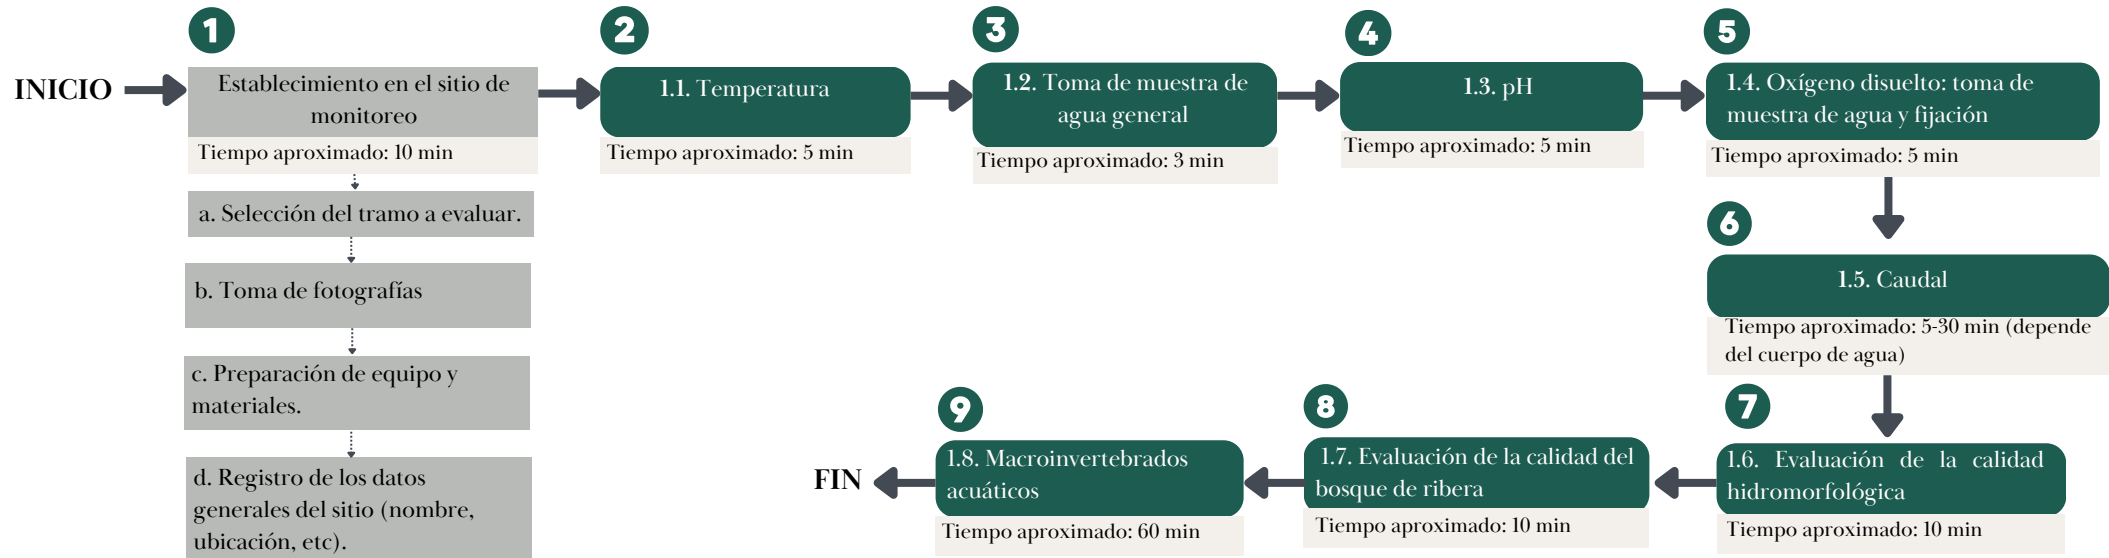 INICIO
1
Establecimiento en el sitio de
monitoreo
Tiempo aproximado: 10 min
a. Selección del tramo a evaluar.
b. Toma de fotografías
c. Preparación de equipo y
materiales.
d. Registro de los datos
generales del sitio (nombre,
ubicación, etc).
2
1.1. Temperatura
Tiempo aproximado: 5 min
3
1.2. Toma de muestra de
agua general
Tiempo aproximado: 3 min
4
1.3. pH
Tiempo aproximado: 5 min
5
1.4. Oxígeno disuelto: toma de
muestra de agua y fijación
Tiempo aproximado: 5 min
6
1.5. Caudal
Tiempo aproximado: 5-30 min (depende
del cuerpo de agua)
7
1.6. Evaluación de la calidad
hidromorfológica
Tiempo aproximado: 10 min
8
1.7. Evaluación de la calidad del
bosque de ribera
Tiempo aproximado: 10 min
9
1.8. Macroinvertebrados
acuáticos
Tiempo aproximado: 60 min
FIN